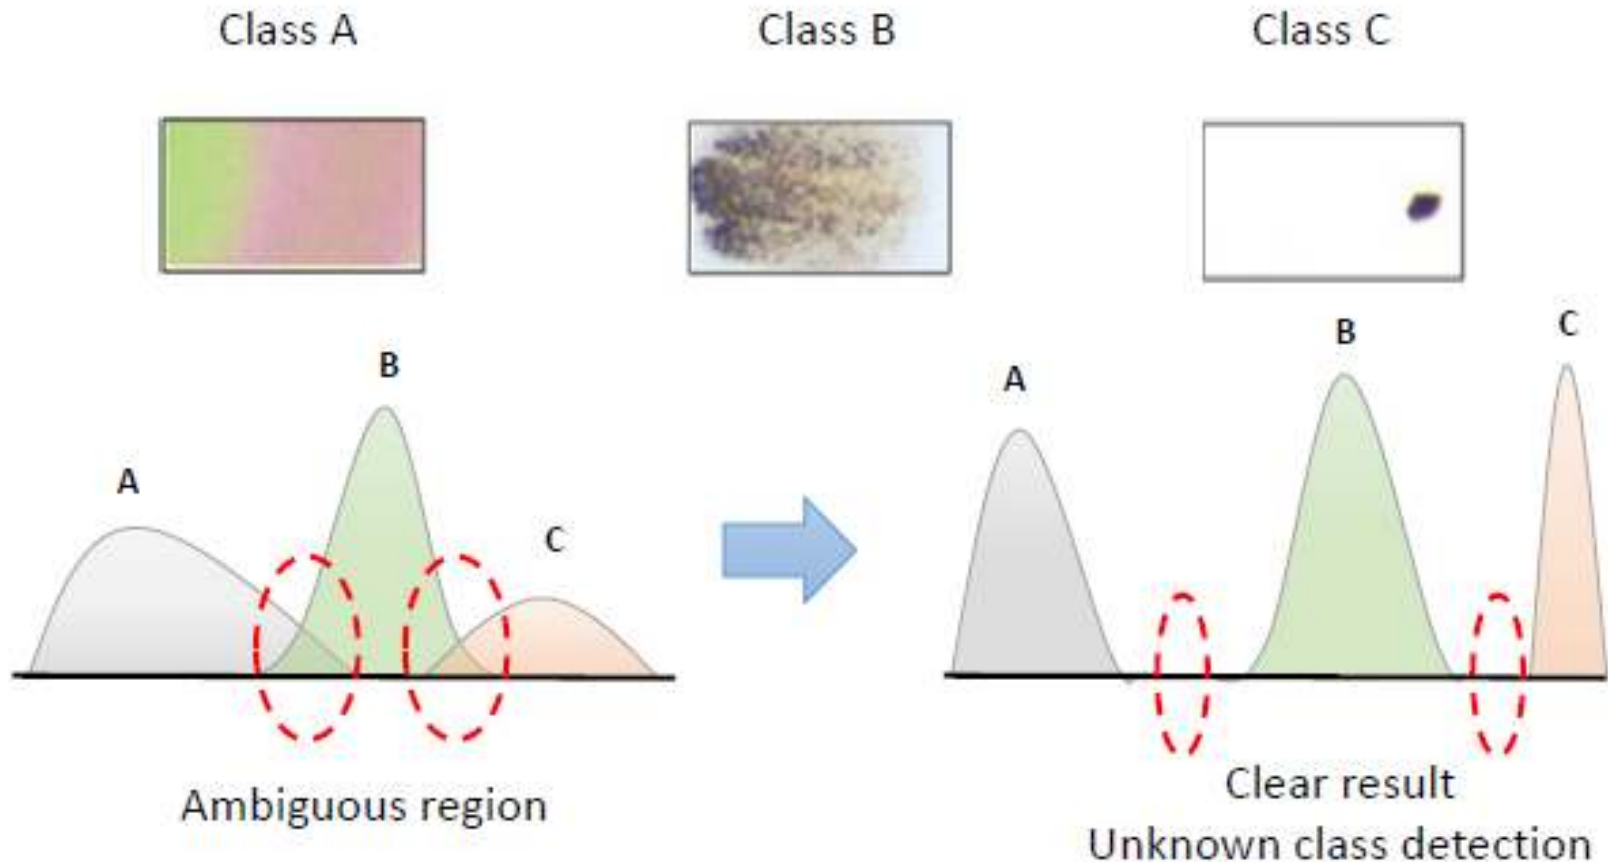 Class A
Class B
Class C
A
B
C
A
B
C
Ambiguous region
Clear result
Unknown class detection